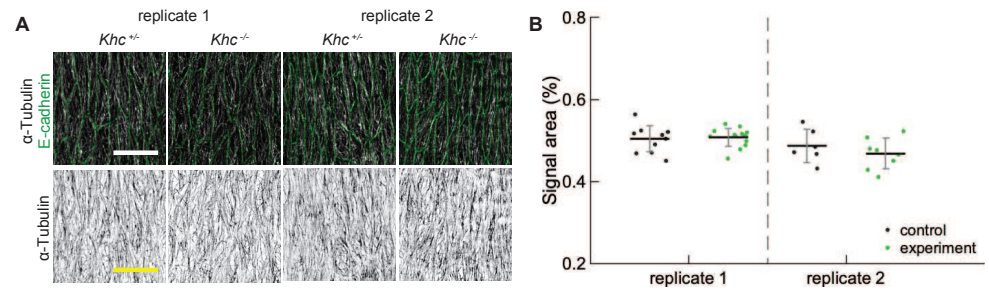 A
replicate 1
replicate 2
Khc +/-
Khc -/-
Khc +/-
Khc -/-
α-Tubulin
E-cadherin
α-Tubulin
B
Signal area (%)
0.8
0.6
0.4
0.2
control
experiment
replicate 1
replicate 2